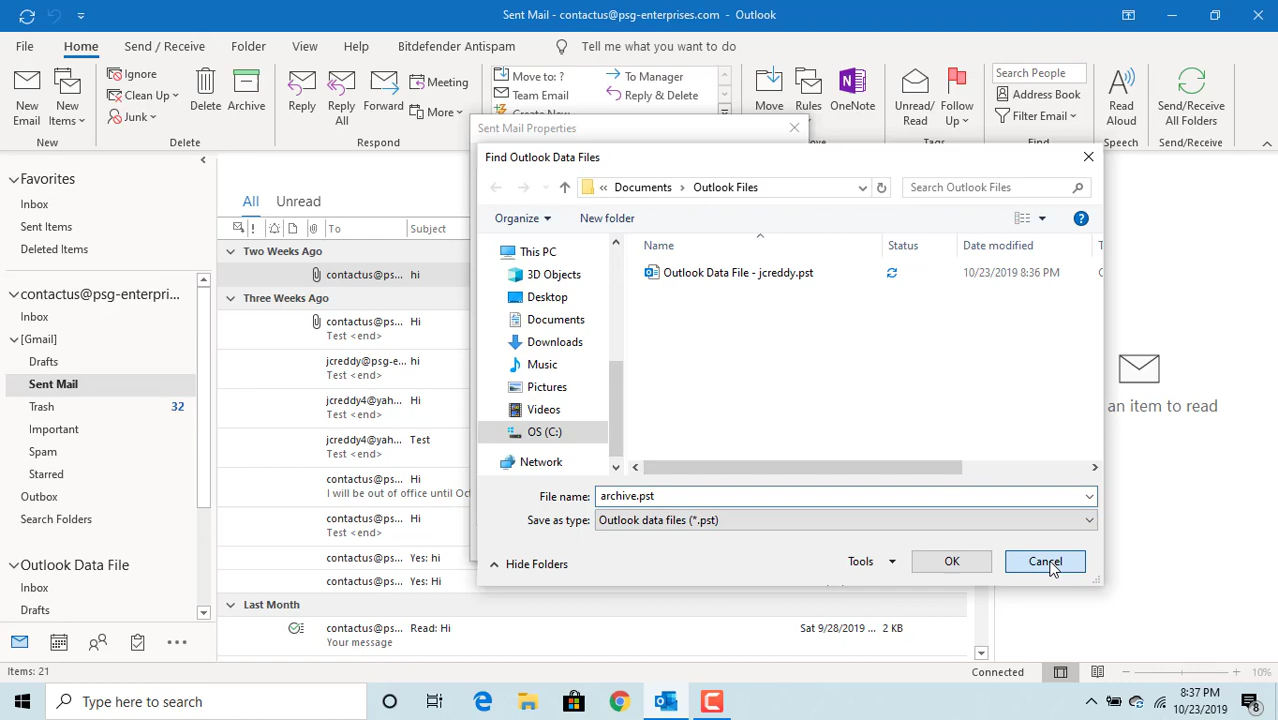 Sent Mail - contactus@psg-enterprises.com - Outlook
File Home Send / Receive Folder View Help Bitdefender Antispam Tell me what you want to do
New Email
New Items
New
Ignore
Clean Up
Junk
Delete
Archive
Delete
Reply
Reply All
Forward
Meeting
More
Respond
Move to: ?
Team Email
Create New
To Manager
Reply & Delete
Move
Rules
OneNote
Move
Unread/ Read
Follow Up
Tags
Search People
Address Book
Filter Email
Find
Read Aloud
Speech
Send/Receive All Folders
Send/Receive
Favorites
Inbox
Sent Items
Deleted Items
contactus@psg-enterpri...
Inbox
[Gmail]
Drafts
Sent Mail
Trash 32
Important
Spam
Starred
Outbox
Search Folders
Outlook Data File
Inbox
Drafts
All Unread
! To Subject
Two Weeks Ago
contactus@ps... hi
Three Weeks Ago
contactus@ps... Hi
Test <end>
jcreddy@psg-e... hi
Test <end>
jcreddy4@yah... Hi
Test <end>
jcreddy4@yah... Test
contactus@ps... Hi
I will be out of office until Oct
contactus@ps... Hi
Test <end>
contactus@ps... Yes: hi
contactus@ps... Yes: Hi
Last Month
contactus@ps... Read: Hi Sat 9/28/2019 ... 2 KB
Your message
Sent Mail Properties
Find Outlook Data Files
« Documents > Outlook Files
Search Outlook Files
Organize New folder
This PC
3D Objects
Desktop
Documents
Downloads
Music
Pictures
Videos
OS (C:)
Network
Name Status Date modified
Outlook Data File - jcreddy.pst 10/23/2019 8:36 PM
File name: archive.pst
Save as type: Outlook data files (*.pst)
Hide Folders
Tools OK Cancel
an item to read
Items: 21
Connected
10%
Type here to search
8:37 PM
10/23/2019
8